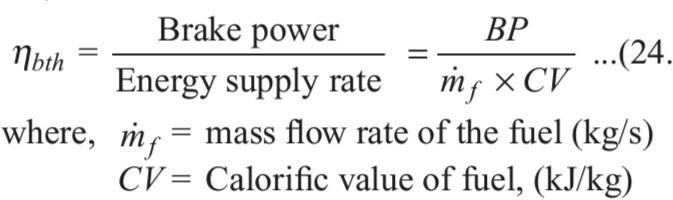 η_bth = Brake power / Energy supply rate = BP / ṁ_f × CV ...(24.
where, ṁ_f = mass flow rate of the fuel (kg/s)
CV = Calorific value of fuel, (kJ/kg)